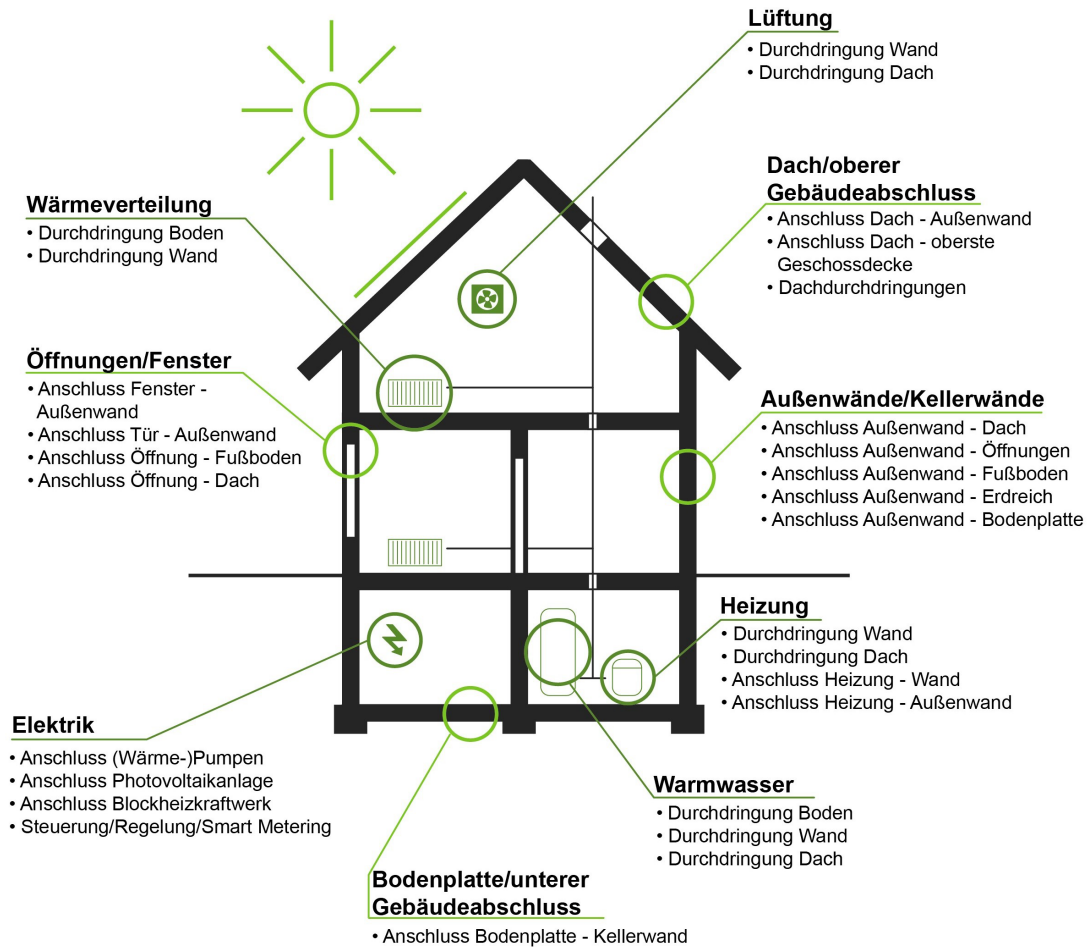 Lüftung
• Durchdringung Wand
• Durchdringung Dach
Dach/oberer
Gebäudeabschluss
• Anschluss Dach - Außenwand
• Anschluss Dach - oberste
Geschossdecke
• Dachdurchdringungen
Wärmeverteilung
• Durchdringung Boden
• Durchdringung Wand
Öffnungen/Fenster
• Anschluss Fenster -
Außenwand
• Anschluss Tür - Außenwand
• Anschluss Öffnung - Fußboden
• Anschluss Öffnung - Dach
Außenwände/Kellerwände
• Anschluss Außenwand - Dach
• Anschluss Außenwand - Öffnungen
• Anschluss Außenwand - Fußboden
• Anschluss Außenwand - Erdreich
• Anschluss Außenwand - Bodenplatte
Heizung
• Durchdringung Wand
• Durchdringung Dach
• Anschluss Heizung - Wand
• Anschluss Heizung - Außenwand
Elektrik
• Anschluss (Wärme-)Pumpen
• Anschluss Photovoltaikanlage
• Anschluss Blockheizkraftwerk
• Steuerung/Regelung/Smart Metering
Warmwasser
• Durchdringung Boden
• Durchdringung Wand
• Durchdringung Dach
Bodenplatte/unterer
Gebäudeabschluss
• Anschluss Bodenplatte - Kellerwand